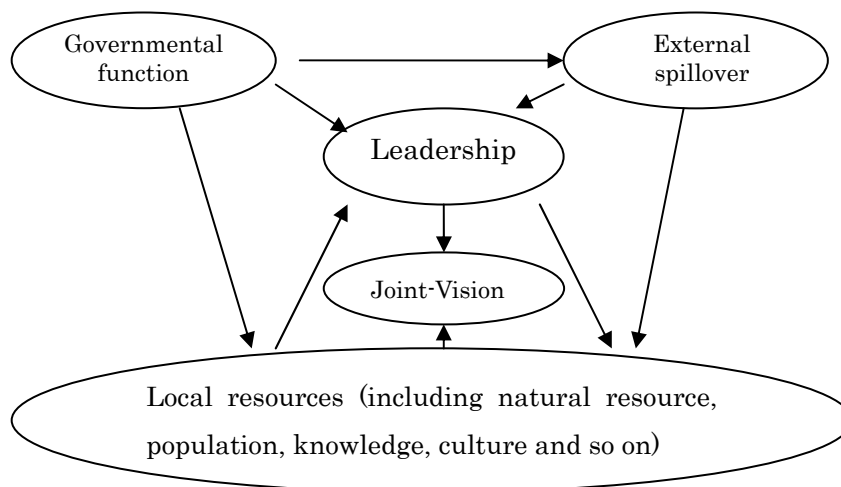 Governmental
function
External
spillover
Leadership
Joint-Vision
Local resources (including natural resource,
population, knowledge, culture and so on)